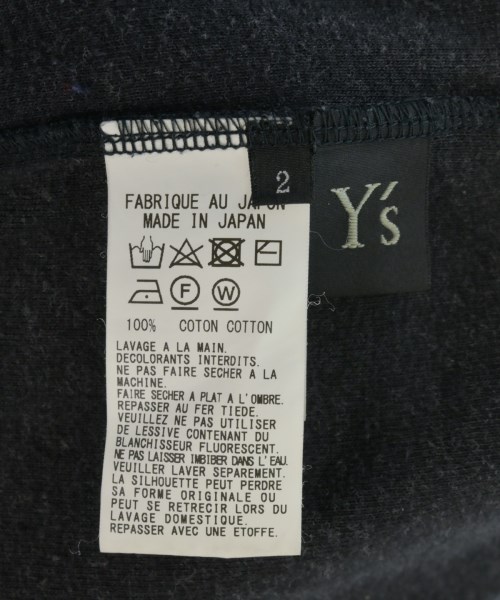 2
Y's
FABRIQUE AU JAPON
MADE IN JAPAN
F W
100% COTON COTTON
LAVAGE A LA MAIN.
DECOLORANTS INTERDITS.
NE PAS FAIRE SECHER A LA
MACHINE.
FAIRE SECHER A PLAT A L'OMBRE.
REPASSER AU FER TIEDE.
VEUILLEZ NE PAS UTILISER
DE LESSIVE CONTENANT DU
BLANCHISSEUR FLUORESCENT.
NE PAS LAISSER IMBIBER DANS L'EAU.
VEUILLER LAVER SEPAREMENT.
LA SILHOUETTE PEUT PERDRE
SA FORME ORIGINALE OU
PEUT SE RETRECIR LORS DU
LAVAGE DOMESTIQUE.
REPASSER AVEC UNE ETOFFE.